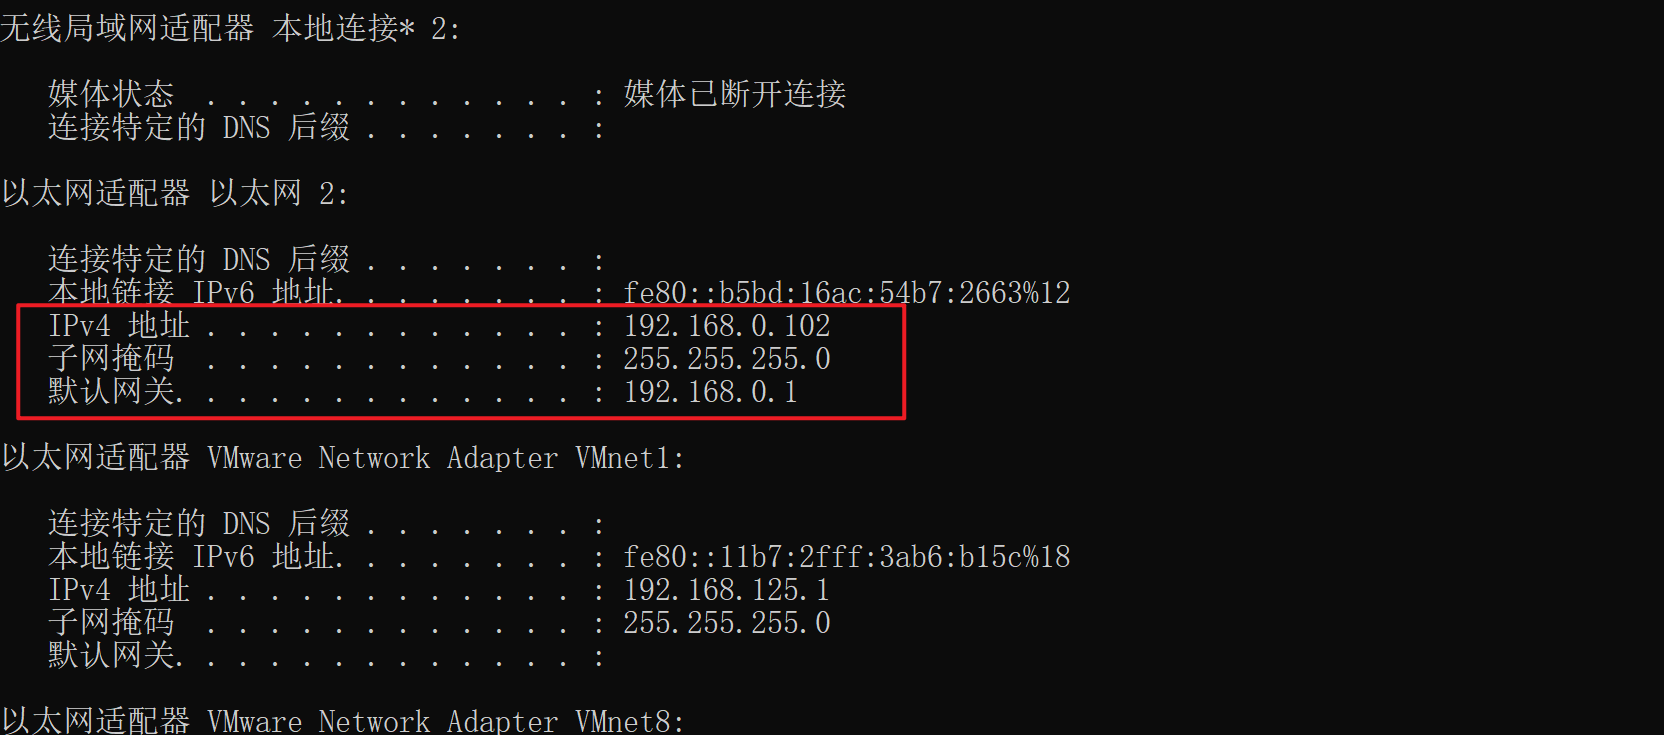 无线局域网适配器 本地连接* 2:
媒体状态  . . . . . . . . . . . . : 媒体已断开连接
连接特定的 DNS 后缀 . . . . . . . :
以太网适配器 以太网 2:
连接特定的 DNS 后缀 . . . . . . . :
本地链接 IPv6 地址. . . . . . . . : fe80::b5bd:16ac:54b7:2663%12
IPv4 地址 . . . . . . . . . . . . : 192.168.0.102
子网掩码  . . . . . . . . . . . . : 255.255.255.0
默认网关. . . . . . . . . . . . . : 192.168.0.1
以太网适配器 VMware Network Adapter VMnet1:
连接特定的 DNS 后缀 . . . . . . . :
本地链接 IPv6 地址. . . . . . . . : fe80::11b7:2fff:3ab6:b15c%18
IPv4 地址 . . . . . . . . . . . . : 192.168.125.1
子网掩码  . . . . . . . . . . . . : 255.255.255.0
默认网关. . . . . . . . . . . . . :
以太网适配器 VMware Network Adapter VMnet8: